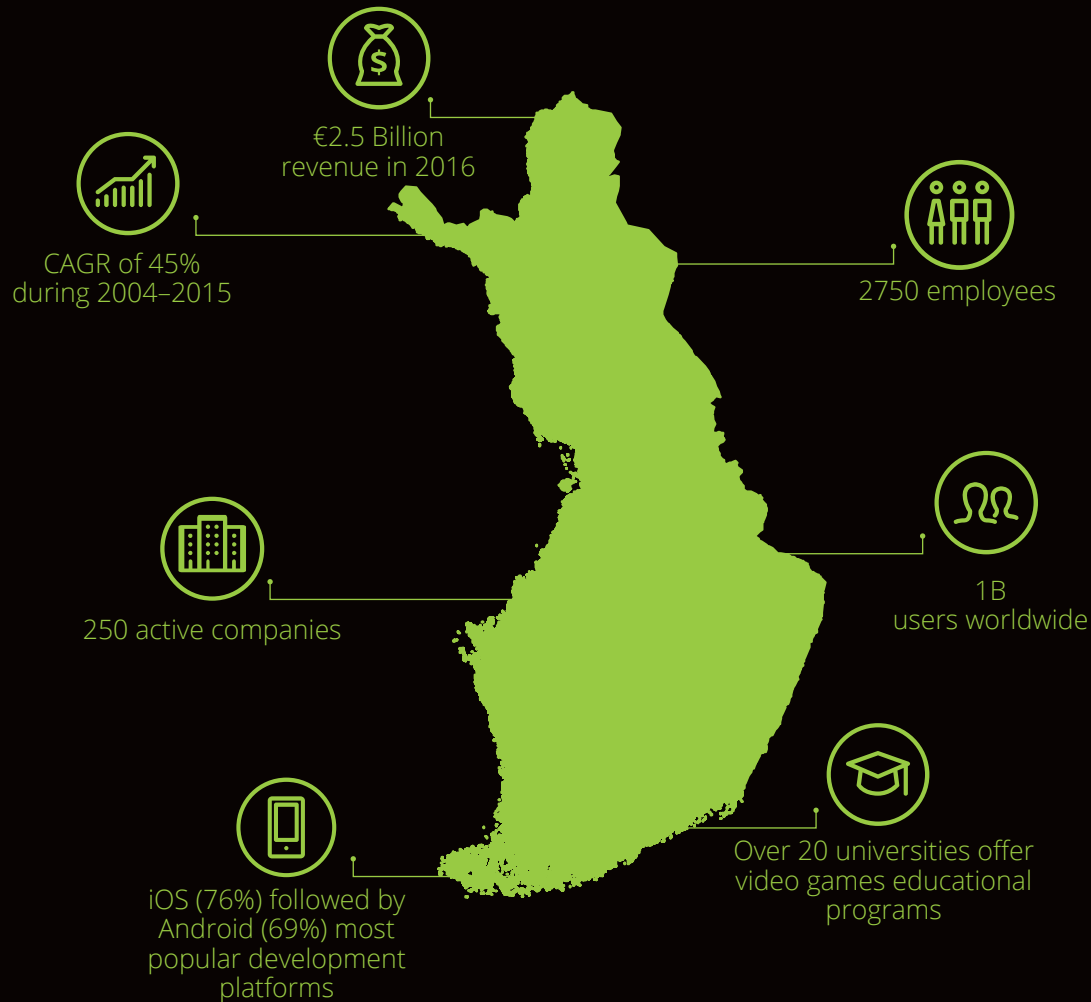 €2.5 Billion
revenue in 2016
CAGR of 45%
during 2004–2015
2750 employees
250 active companies
1B
users worldwide
iOS (76%) followed by
Android (69%) most
popular development
platforms
Over 20 universities offer
video games educational
programs